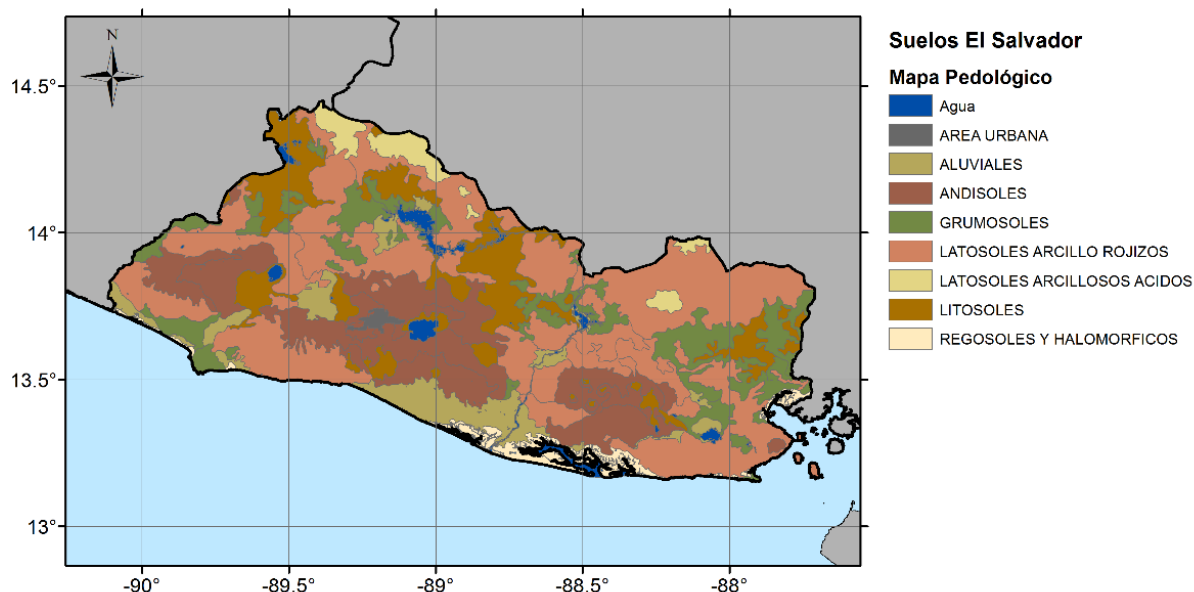 N
14.5°
14°
13.5°
13°
-90°
-89.5°
-89°
-88.5°
-88°
Suelos El Salvador
Mapa Pedológico
Agua
AREA URBANA
ALUVIALES
ANDISOLES
GRUMOSOLES
LATOSOLES ARCILLO ROJIZOS
LATOSOLES ARCILLOSOS ACIDOS
LITOSOLES
REGOSOLES Y HALOMORFICOS